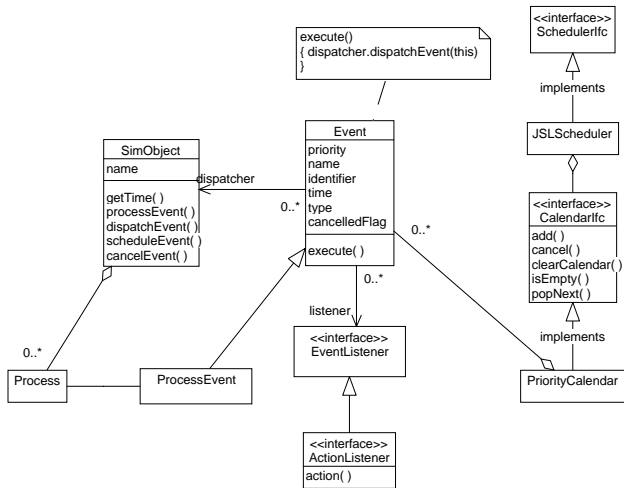 execute()
{ dispatcher.dispatchEvent(this)
}
<<interface>>
SchedulerIfc
implements
JSLScheduler
SimObject
name
getTime( )
processEvent( )
dispatchEvent( )
scheduleEvent( )
cancelEvent( )
dispatcher
0..*
Event
priority
name
identifier
time
type
cancelledFlag
execute( )
0..*
0..*
<<interface>>
CalendarIfc
add( )
cancel( )
clearCalendar( )
isEmpty( )
popNext( )
implements
listener
<<interface>>
EventListener
0..*
Process
ProcessEvent
PriorityCalendar
<<interface>>
ActionListener
action( )